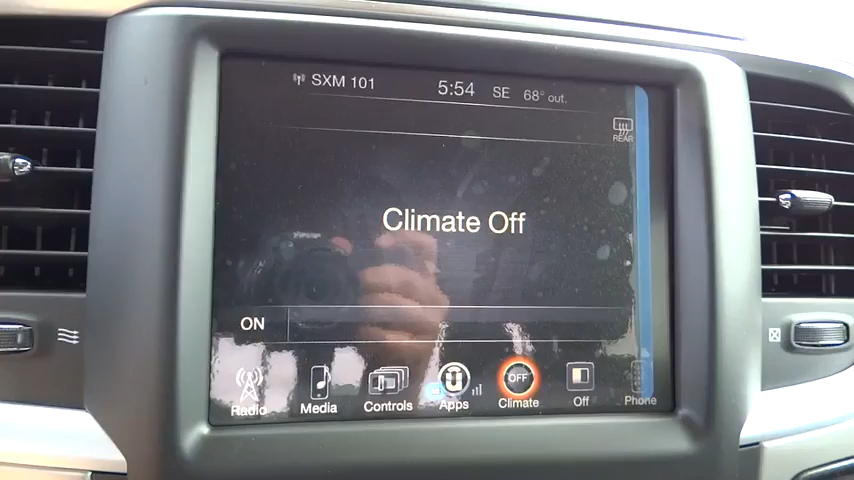 SXM 101 5:54 SE 68° out.
REAR
Climate Off
ON
OFF
Radio Media Controls Apps Climate Off Phone